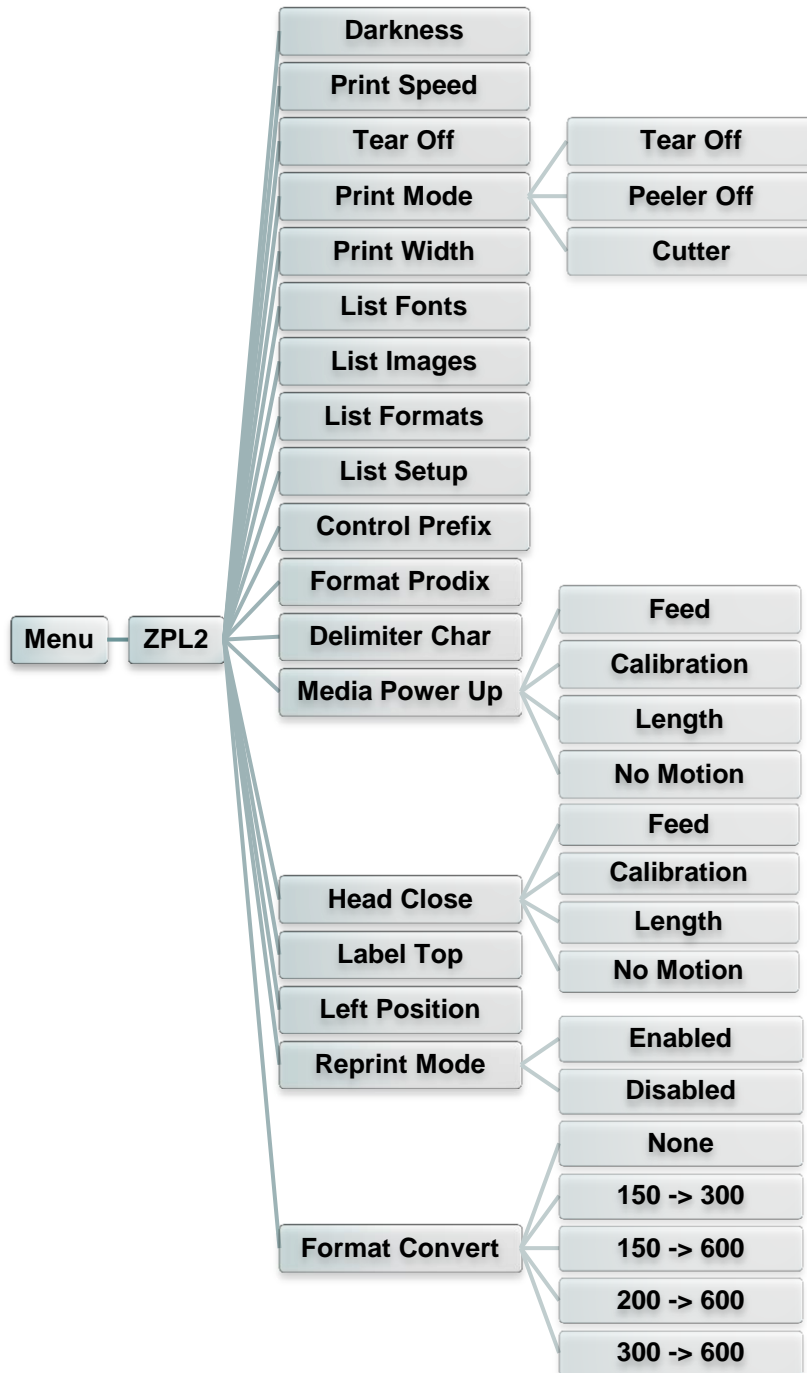 Menu
ZPL2
Darkness
Print Speed
Tear Off
Print Mode
Tear Off
Peeler Off
Cutter
Print Width
List Fonts
List Images
List Formats
List Setup
Control Prefix
Format Prodix
Delimiter Char
Media Power Up
Feed
Calibration
Length
No Motion
Head Close
Feed
Calibration
Length
No Motion
Label Top
Left Position
Reprint Mode
Enabled
Disabled
Format Convert
None
150 -> 300
150 -> 600
200 -> 600
300 -> 600